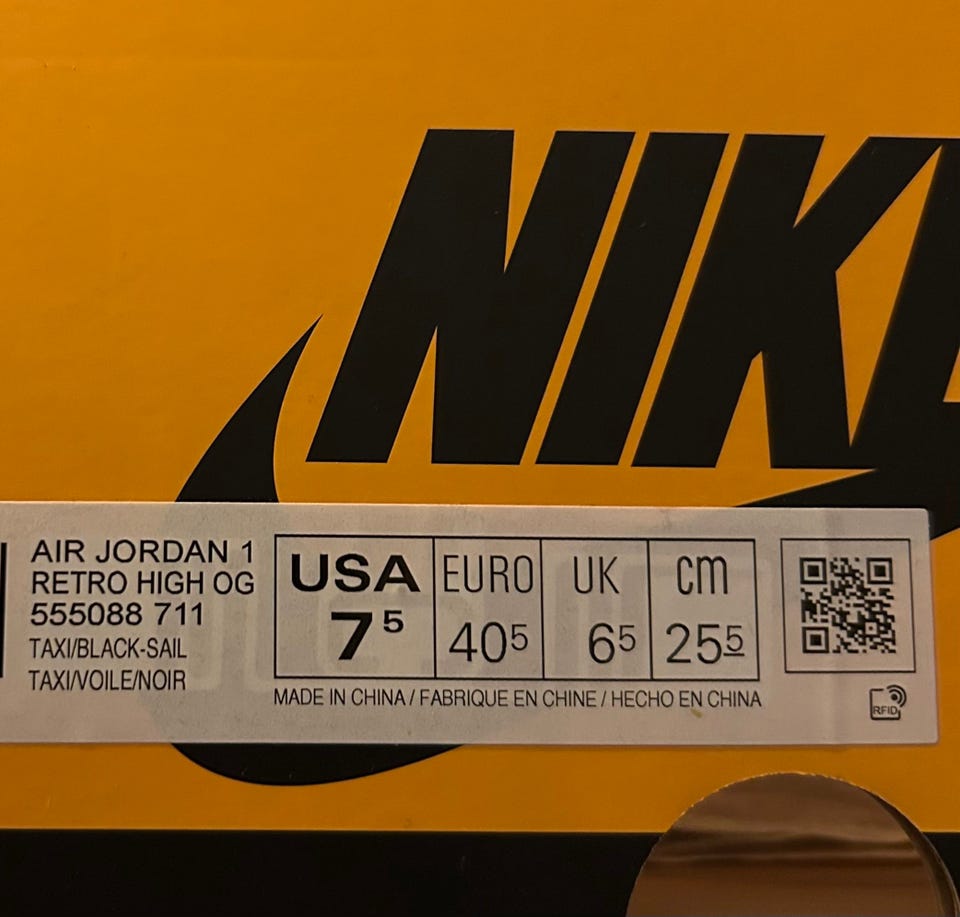 NIKE
AIR JORDAN 1
RETRO HIGH OG
555088 711
TAXI/BLACK-SAIL
TAXI/VOILE/NOIR
USA EURO UK cm
7⁵ 40⁵ 6⁵ 25⁵
MADE IN CHINA / FABRIQUE EN CHINE / HECHO EN CHINA
RFID